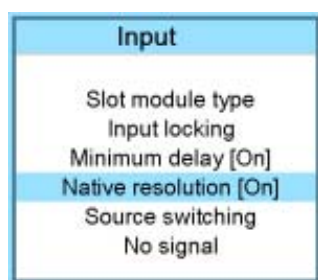 Input
Slot module type
Input locking
Minimum delay [On]
Native resolution [On]
Source switching
No signal